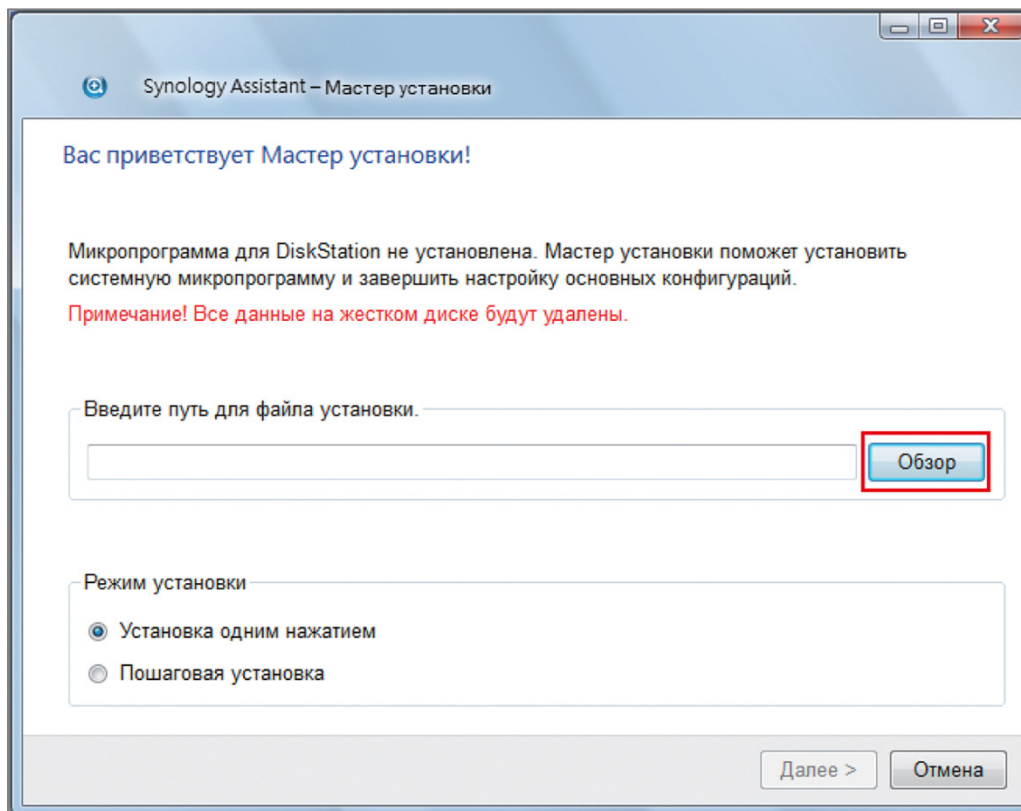 Synology Assistant – Мастер установки
Вас приветствует Мастер установки!
Микропрограмма для DiskStation не установлена. Мастер установки поможет установить
системную микропрограмму и завершить настройку основных конфигураций.
Примечание! Все данные на жестком диске будут удалены.
Введите путь для файла установки.
Обзор
Режим установки
Установка одним нажатием
Пошаговая установка
Далее >
Отмена